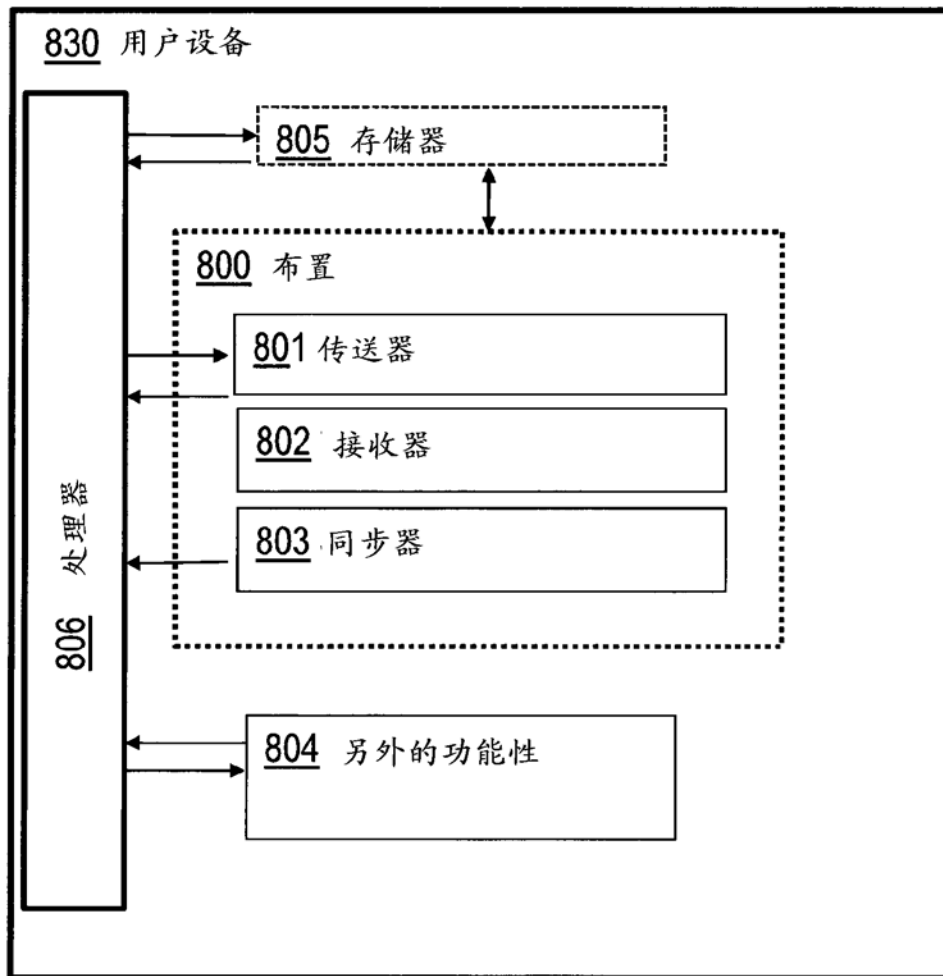 830 用户设备
805 存储器
800 布置
801 传送器
802 接收器
803 同步器
806 处理器
804 另外的功能性